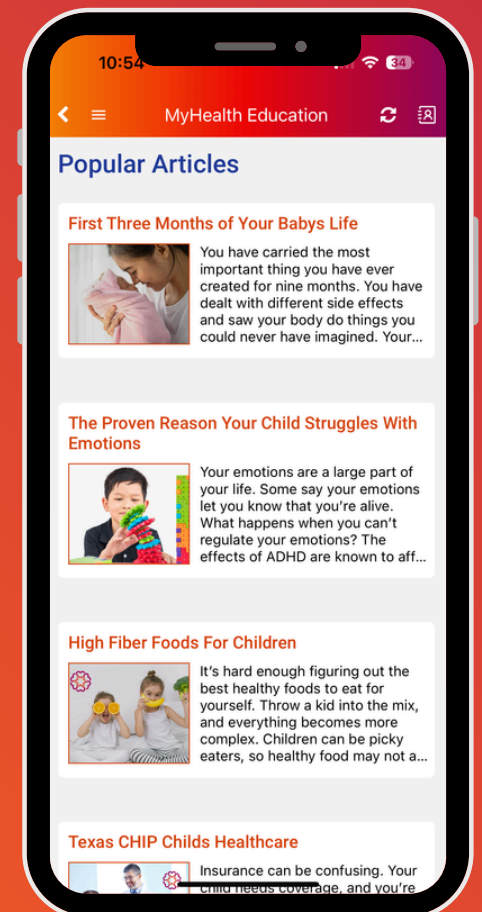 10:54
34
MyHealth Education
Popular Articles
First Three Months of Your Babys Life
You have carried the most
important thing you have ever
created for nine months. You have
dealt with different side effects
and saw your body do things you
could never have imagined. Your...
The Proven Reason Your Child Struggles With
Emotions
Your emotions are a large part of
your life. Some say your emotions
let you know that you're alive.
What happens when you can't
regulate your emotions? The
effects of ADHD are known to aff...
High Fiber Foods For Children
It's hard enough figuring out the
best healthy foods to eat for
yourself. Throw a kid into the mix,
and everything becomes more
complex. Children can be picky
eaters, so healthy food may not a...
Texas CHIP Childs Healthcare
Insurance can be confusing. Your
child needs coverage, and you're